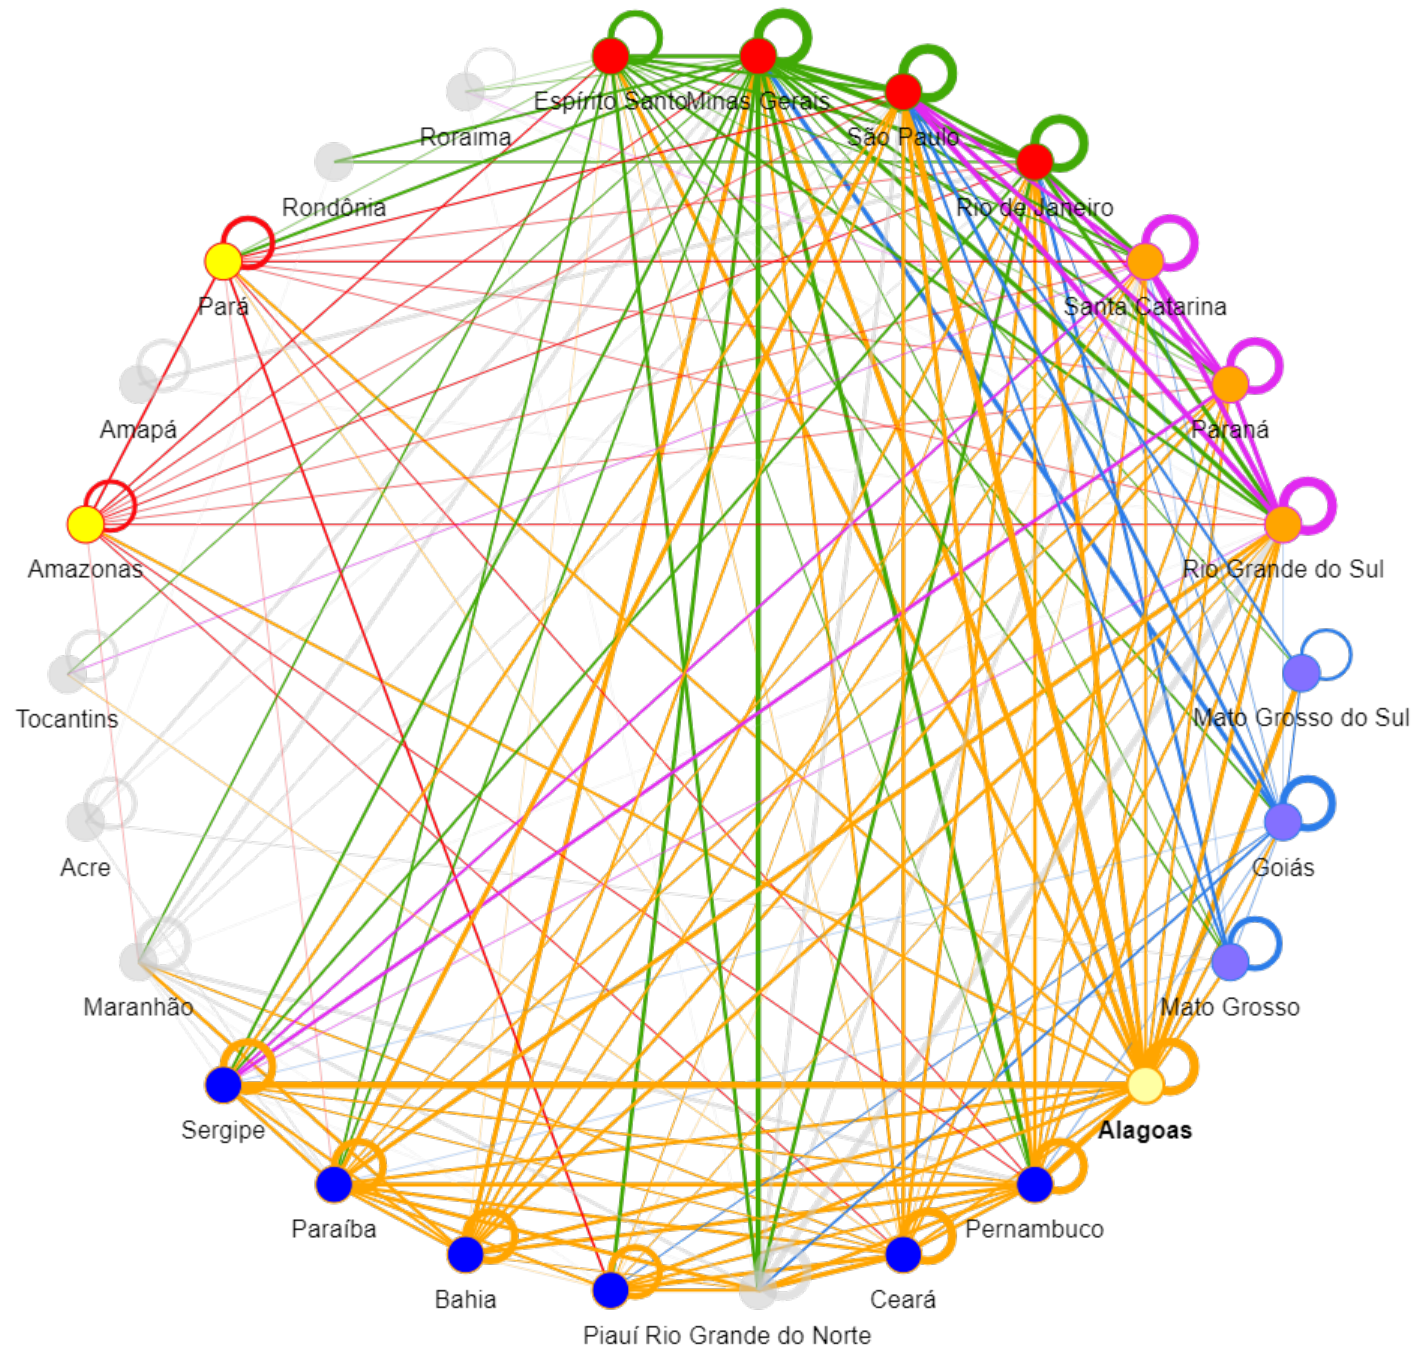 Espírito Santo
Minas Gerais
São Paulo
Roraima
Rondônia
Rio de Janeiro
Pará
Santa Catarina
Amapá
Paraná
Amazonas
Rio Grande do Sul
Tocantins
Mato Grosso do Sul
Acre
Goiás
Maranhão
Mato Grosso
Sergipe
Alagoas
Paraíba
Pernambuco
Bahia
Ceará
Piauí
Rio Grande do Norte